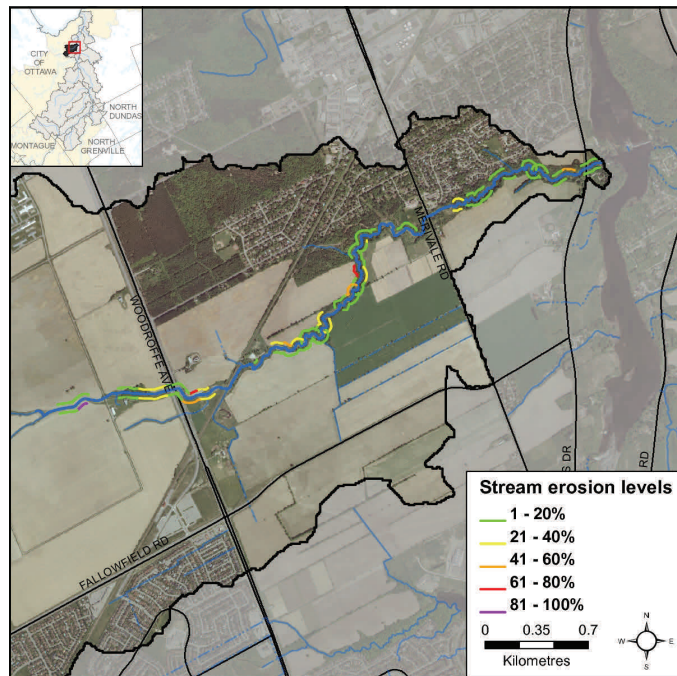 CITY OF
OTTAWA
NORTH
DUNDAS
MONTAGUE
NORTH
GRENVILLE
MERIVALE RD
WOODROFFE AVE
S DR
RD
FALLOWFIELD RD
Stream erosion levels
1 - 20%
21 - 40%
41 - 60%
61 - 80%
81 - 100%
0 0.35 0.7
Kilometres
N
W E
S